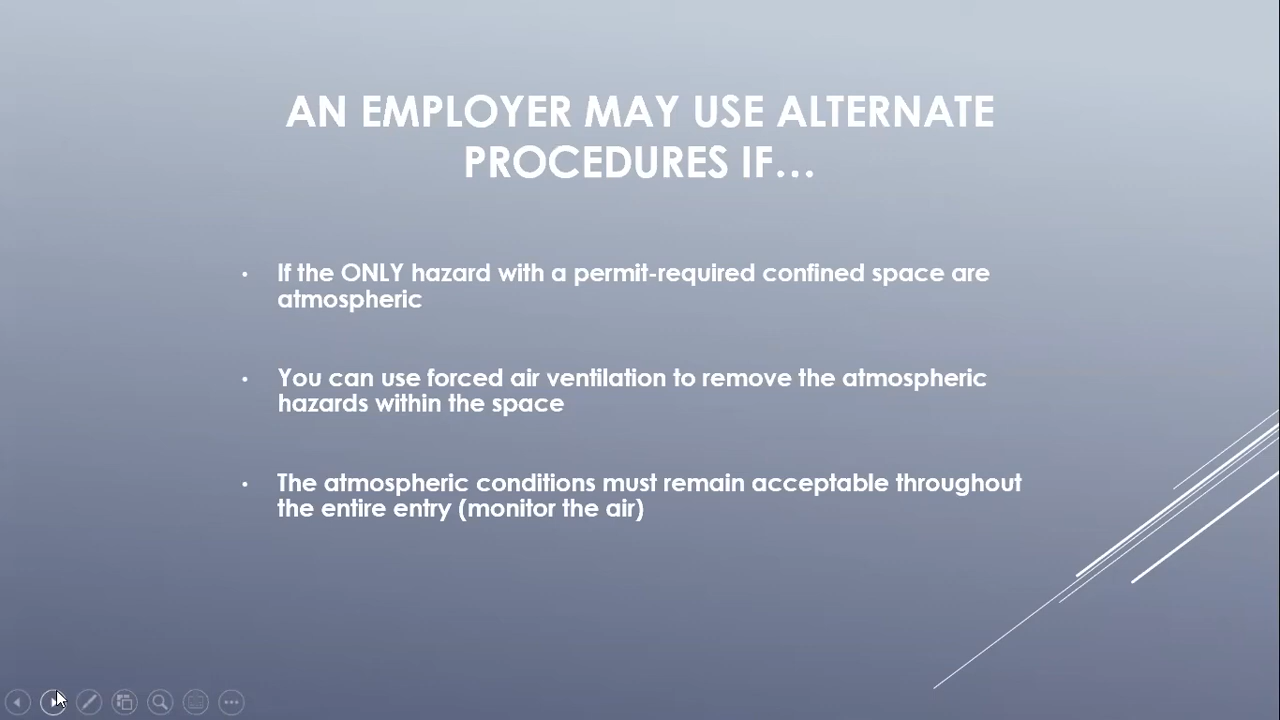 AN EMPLOYER MAY USE ALTERNATE
PROCEDURES IF…
• If the ONLY hazard with a permit-required confined space are
atmospheric
• You can use forced air ventilation to remove the atmospheric
hazards within the space
• The atmospheric conditions must remain acceptable throughout
the entire entry (monitor the air)